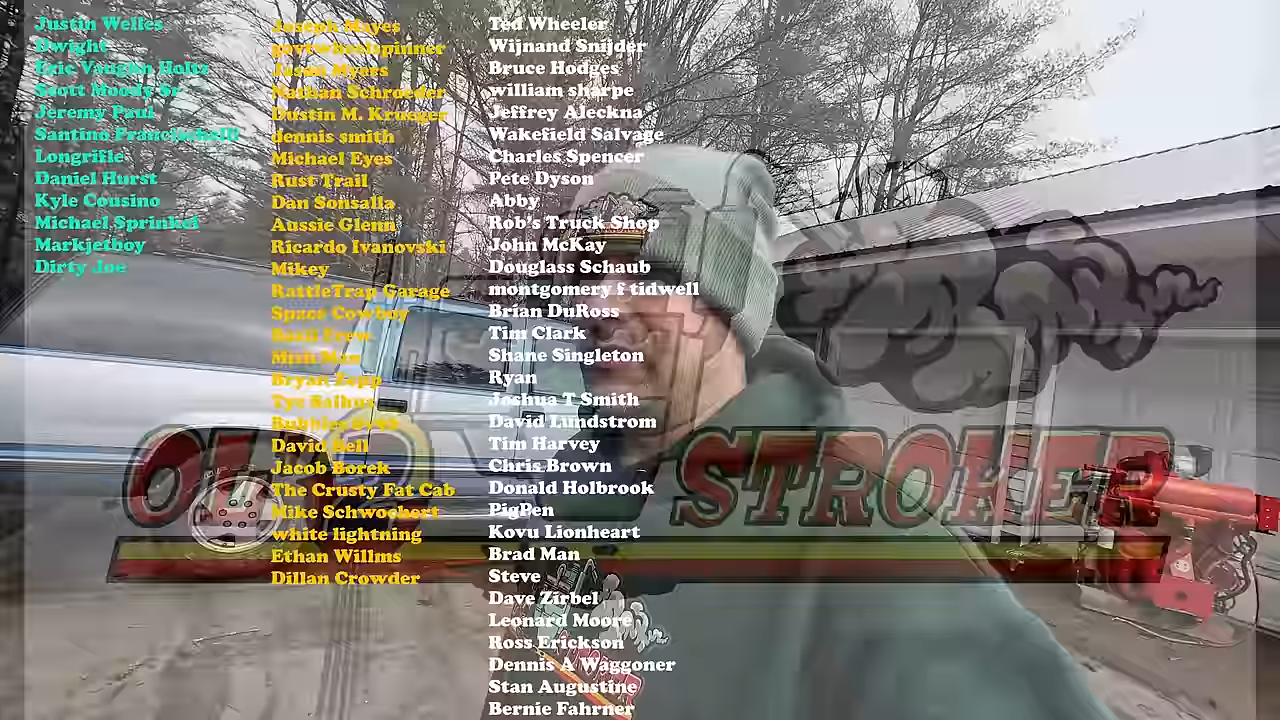 Justin Welles
Dwight
Eric Vaughn Holtz
Scott Moody Sr
Jeremy Paul
Santino Francischelli
Longrifle
Daniel Hurst
Kyle Cousino
Michael Sprinkel
Markjetboy
Dirty Joe
Joseph Mayes
govtwheelspinner
Jason Myers
Nathan Schroeder
Dustin M. Krueger
dennis smith
Michael Eyes
Rust Trail
Dan Sonsalla
Aussie Glenn
Ricardo Ivanovski
Mikey
RattleTrap Garage
Space Cowboy
Bryan Zepp
David Bell
Jacob Borek
The Crusty Fat Cab
Mike Schwochert
white lightning
Ethan Willms
Dillan Crowder
Ted Wheeler
Wijnand Snijder
Bruce Hodges
william sharpe
Jeffrey Aleckna
Wakefield Salvage
Charles Spencer
Pete Dyson
Abby
Rob's Truck Shop
John McKay
Douglass Schaub
montgomery f tidwell
Brian DuRoss
Tim Clark
Shane Singleton
Ryan
Joshua T Smith
David Lundstrom
Tim Harvey
Chris Brown
Donald Holbrook
PigPen
Kovu Lionheart
Brad Man
Steve
Dave Zirbel
Leonard Moore
Ross Erickson
Dennis A Waggoner
Stan Augustine
Bernie Fahrner
STROKER